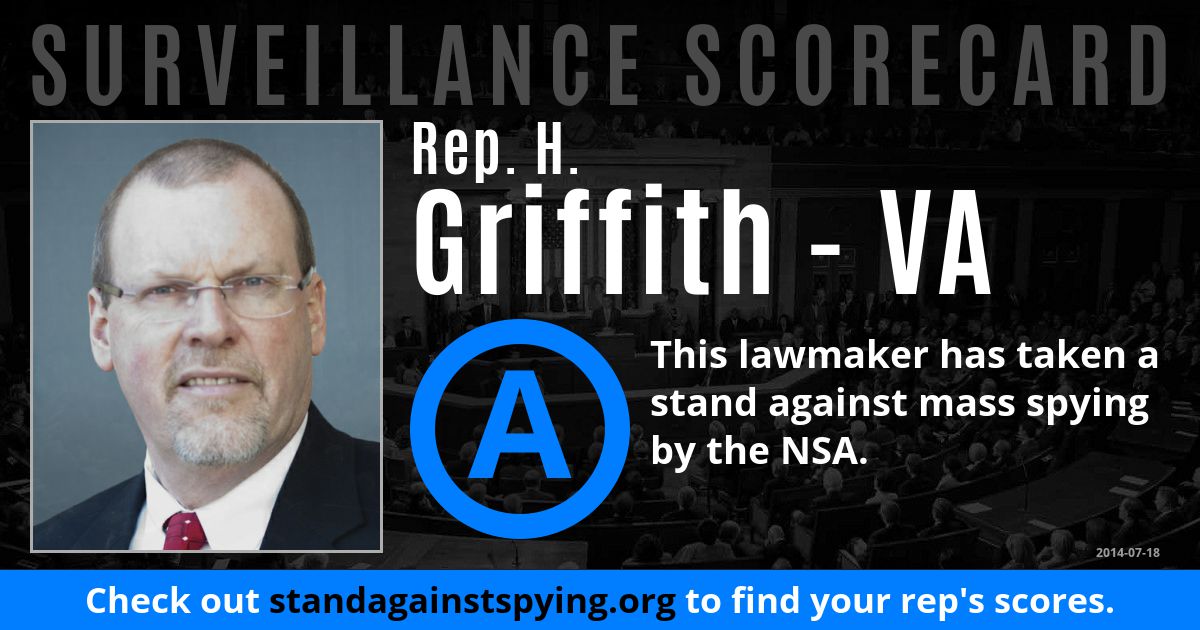 SURVEILLANCE SCORECARD
Rep. H.
Griffith - VA
A
This lawmaker has taken a
stand against mass spying
by the NSA.
2014-07-18
Check out standagainstspying.org to find your rep's scores.